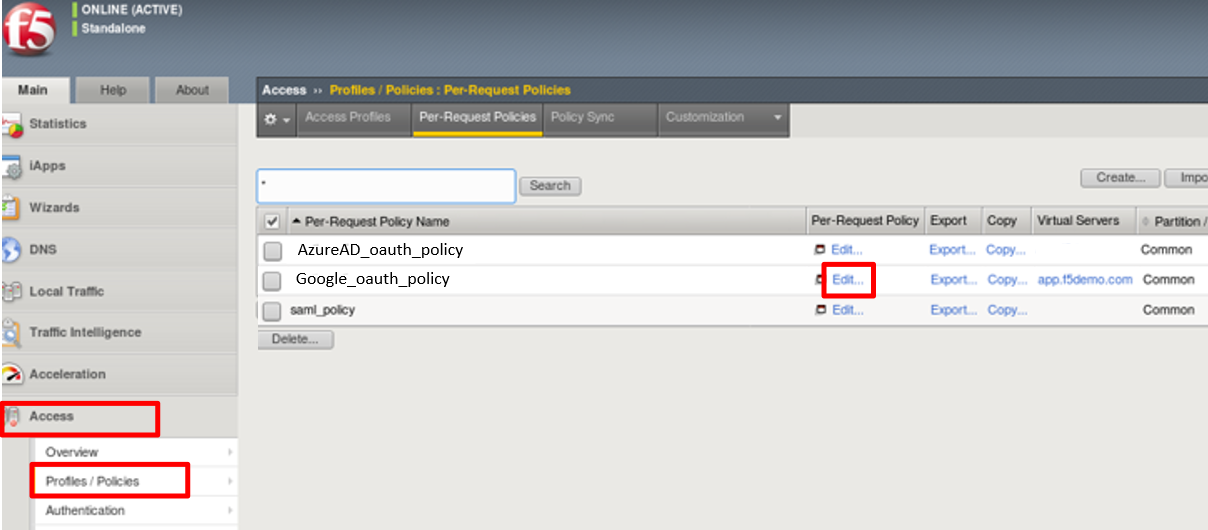 f5
ONLINE (ACTIVE)
Standalone
Main Help About
Access ›› Profiles / Policies : Per-Request Policies
Access Profiles Per-Request Policies Policy Sync Customization
Statistics
iApps
Wizards
DNS
Local Traffic
Traffic Intelligence
Acceleration
Access
Overview
Profiles / Policies
Authentication
* Search
Create... Impo
Per-Request Policy Name Per-Request Policy Export Copy Virtual Servers Partition /
AzureAD_oauth_policy Edit... Export... Copy... Common
Google_oauth_policy Edit... Export... Copy... app.f5demo.com Common
saml_policy Edit... Export... Copy... Common
Delete...